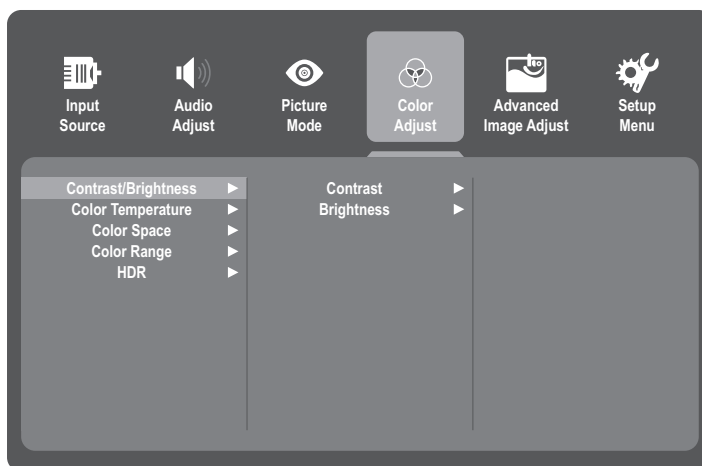 Input
Source
Audio
Adjust
Picture
Mode
Color
Adjust
Advanced
Image Adjust
Setup
Menu
Contrast/Brightness
Color Temperature
Color Space
Color Range
HDR
Contrast
Brightness